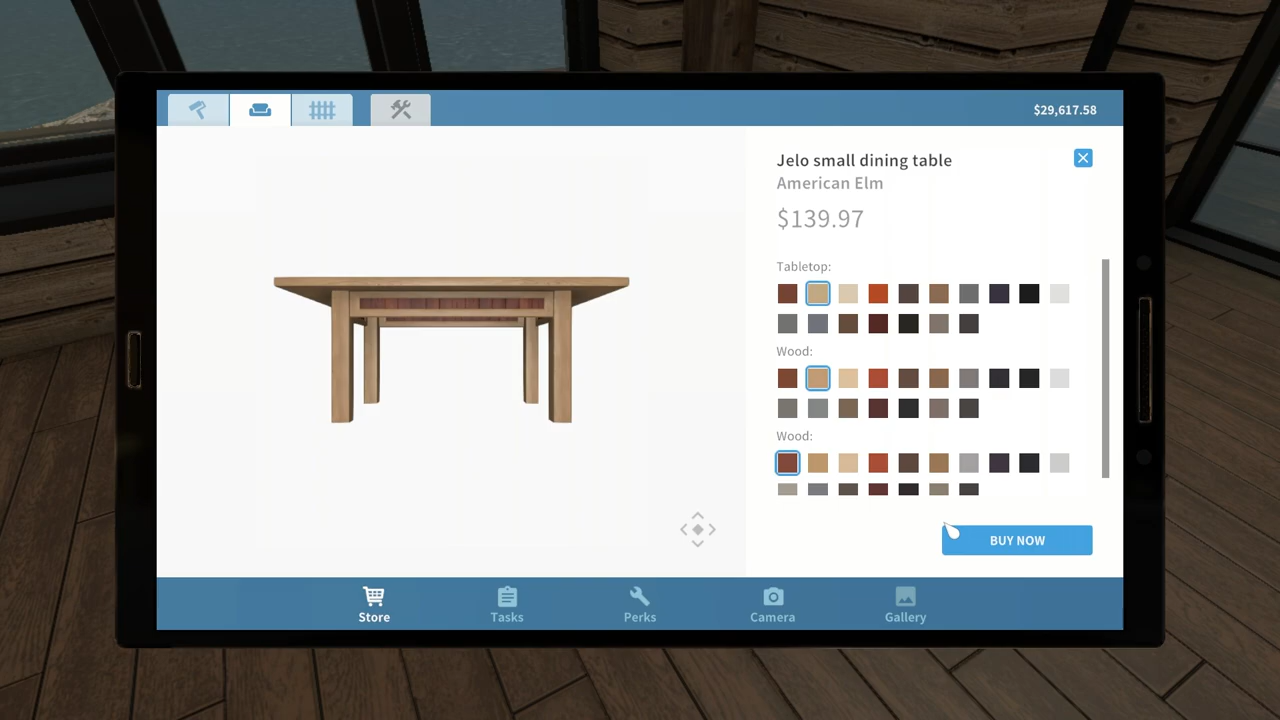 $29,617.58
Jelo small dining table
American Elm
$139.97
Tabletop:
Wood:
Wood:
BUY NOW
Store
Tasks
Perks
Camera
Gallery